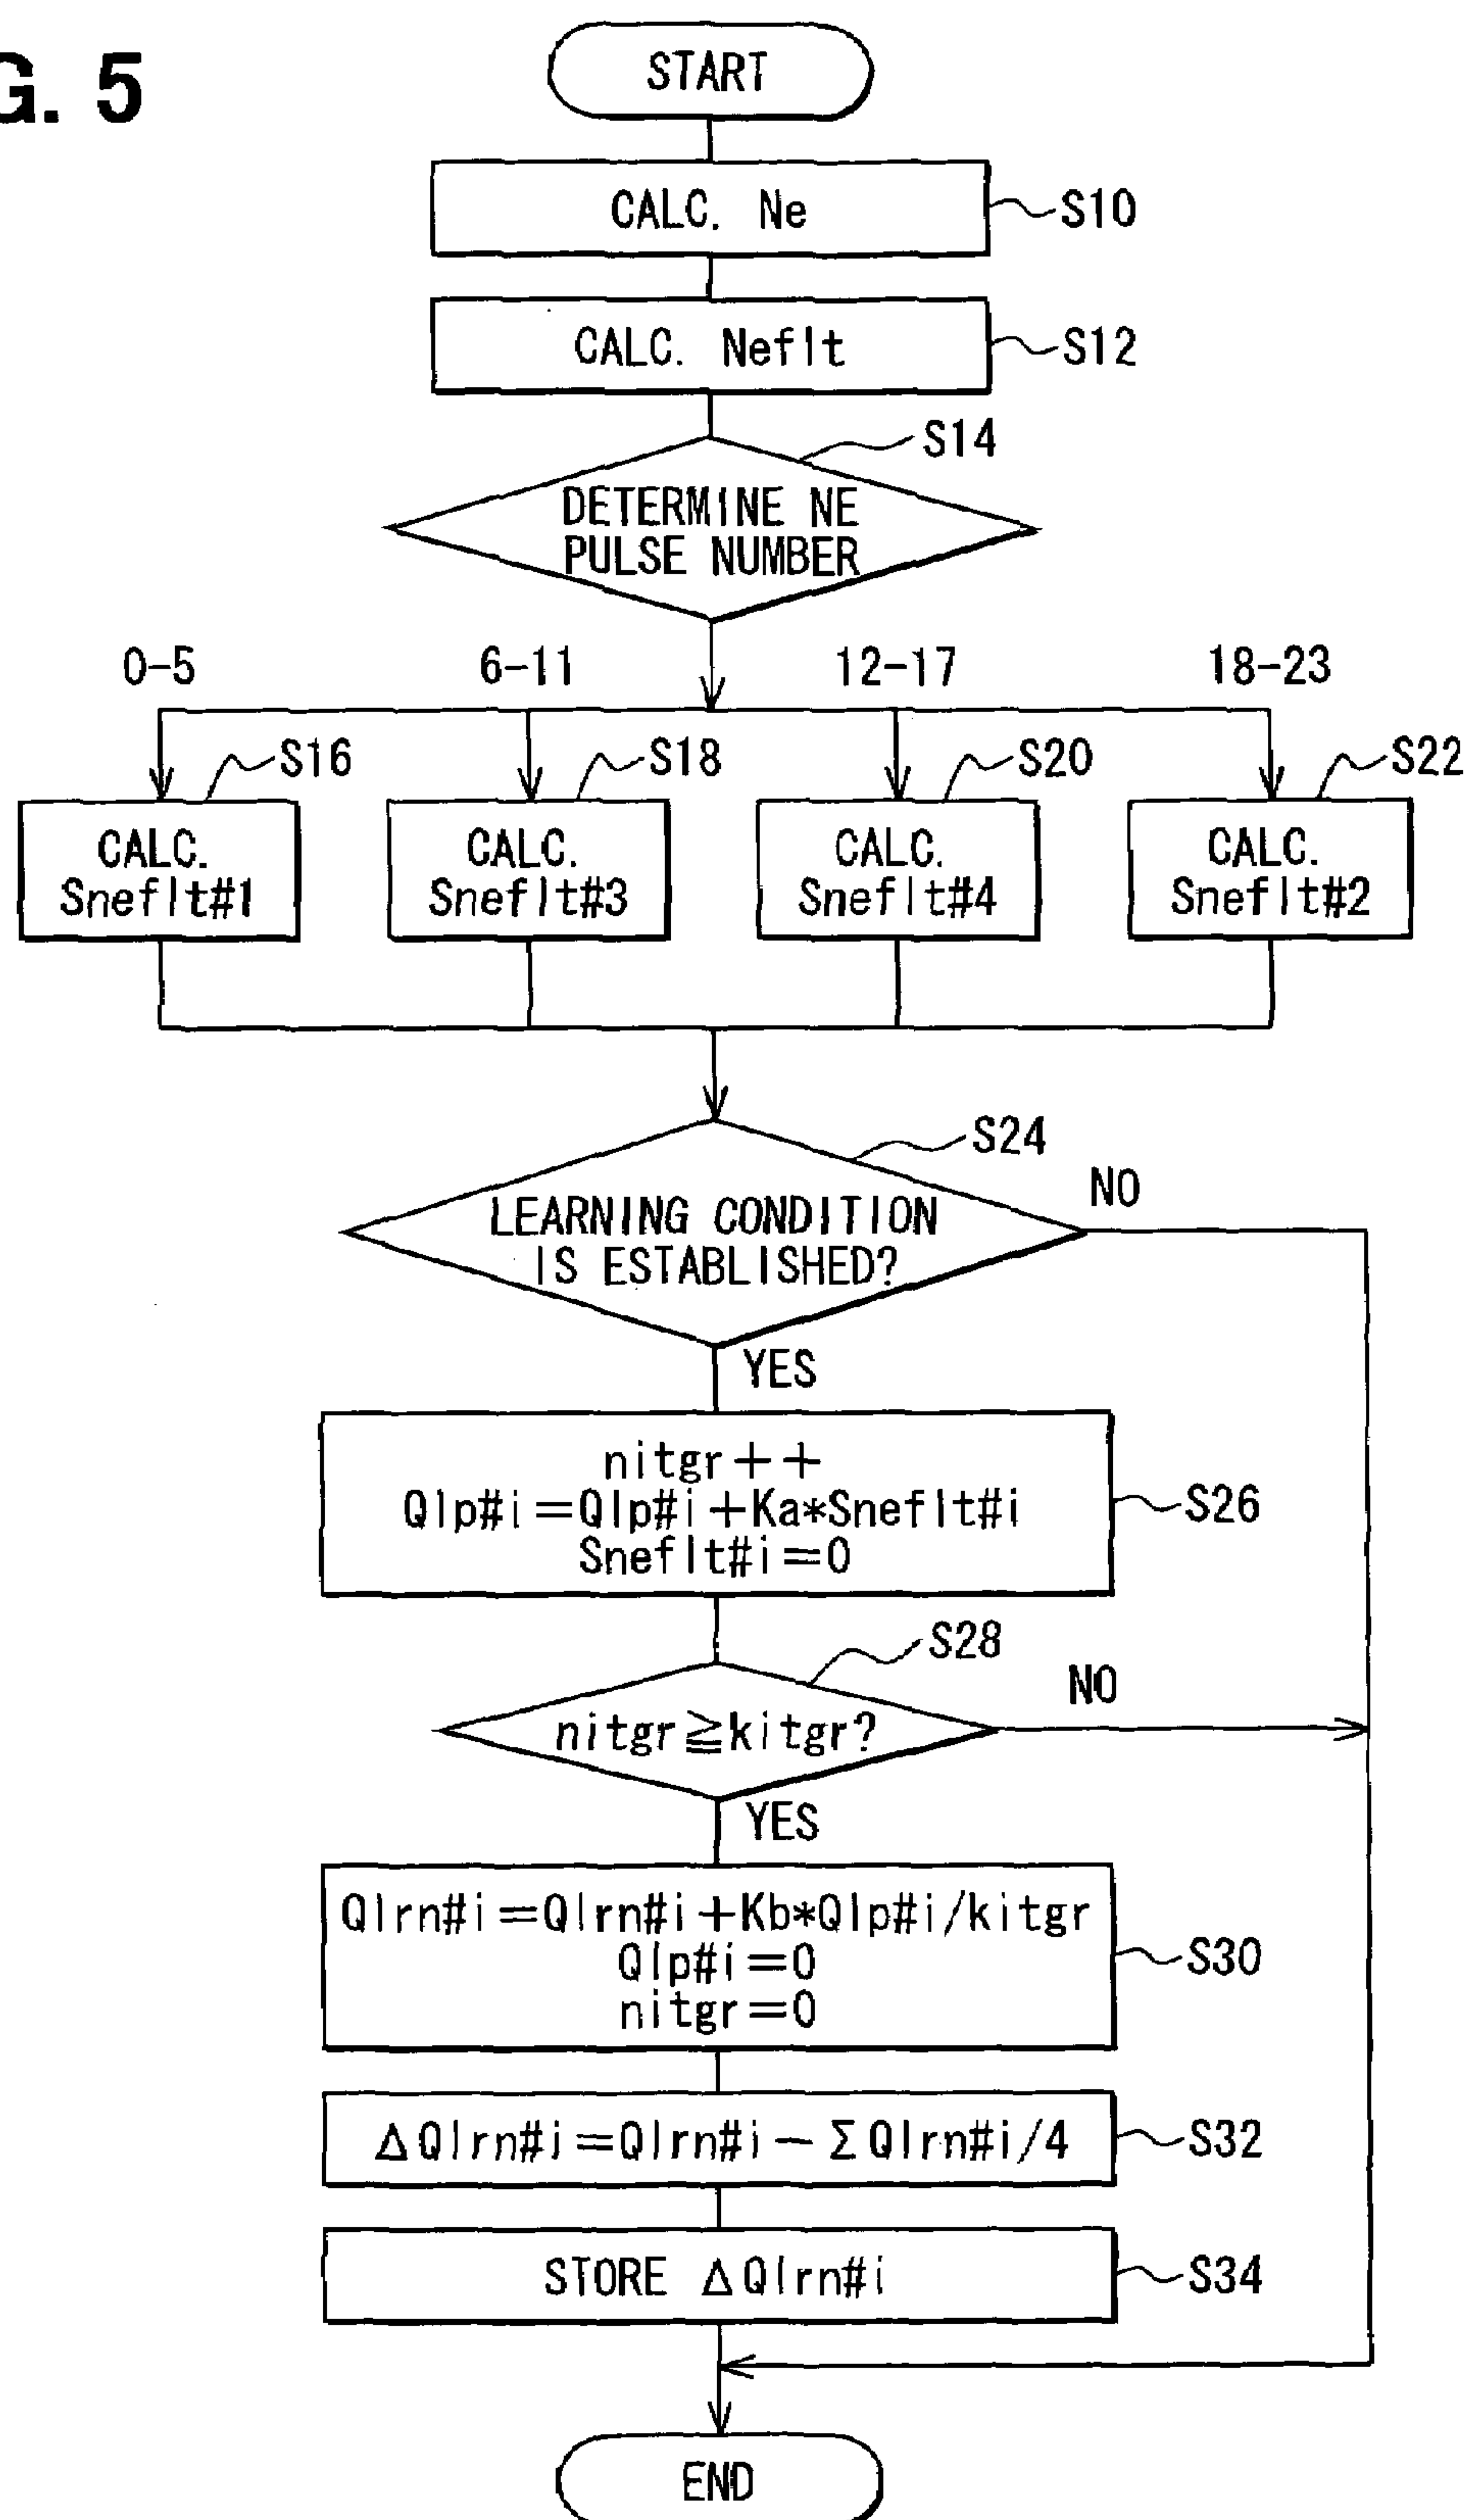 G. 5
START
CALC. Ne
S10
CALC. Neflt
S12
S14
DETERMINE NE
PULSE NUMBER
0-5
6-11
12-17
18-23
S16
S18
S20
S22
CALC.
Sneflt#1
CALC.
Sneflt#3
CALC.
Sneflt#4
CALC.
Sneflt#2
S24
LEARNING CONDITION
IS ESTABLISHED?
NO
YES
nitgr++
Qlp#i=Qlp#i+Ka*Sneflt#i
Sneflt#i=0
S26
S28
nitgr≧kitgr?
NO
YES
Qlrn#i=Qlrn#i+Kb*Qlp#i/kitgr
Qlp#i=0
nitgr=0
S30
ΔQlrn#i=Qlrn#i-ΣQlrn#i/4
S32
STORE ΔQlrn#i
S34
END